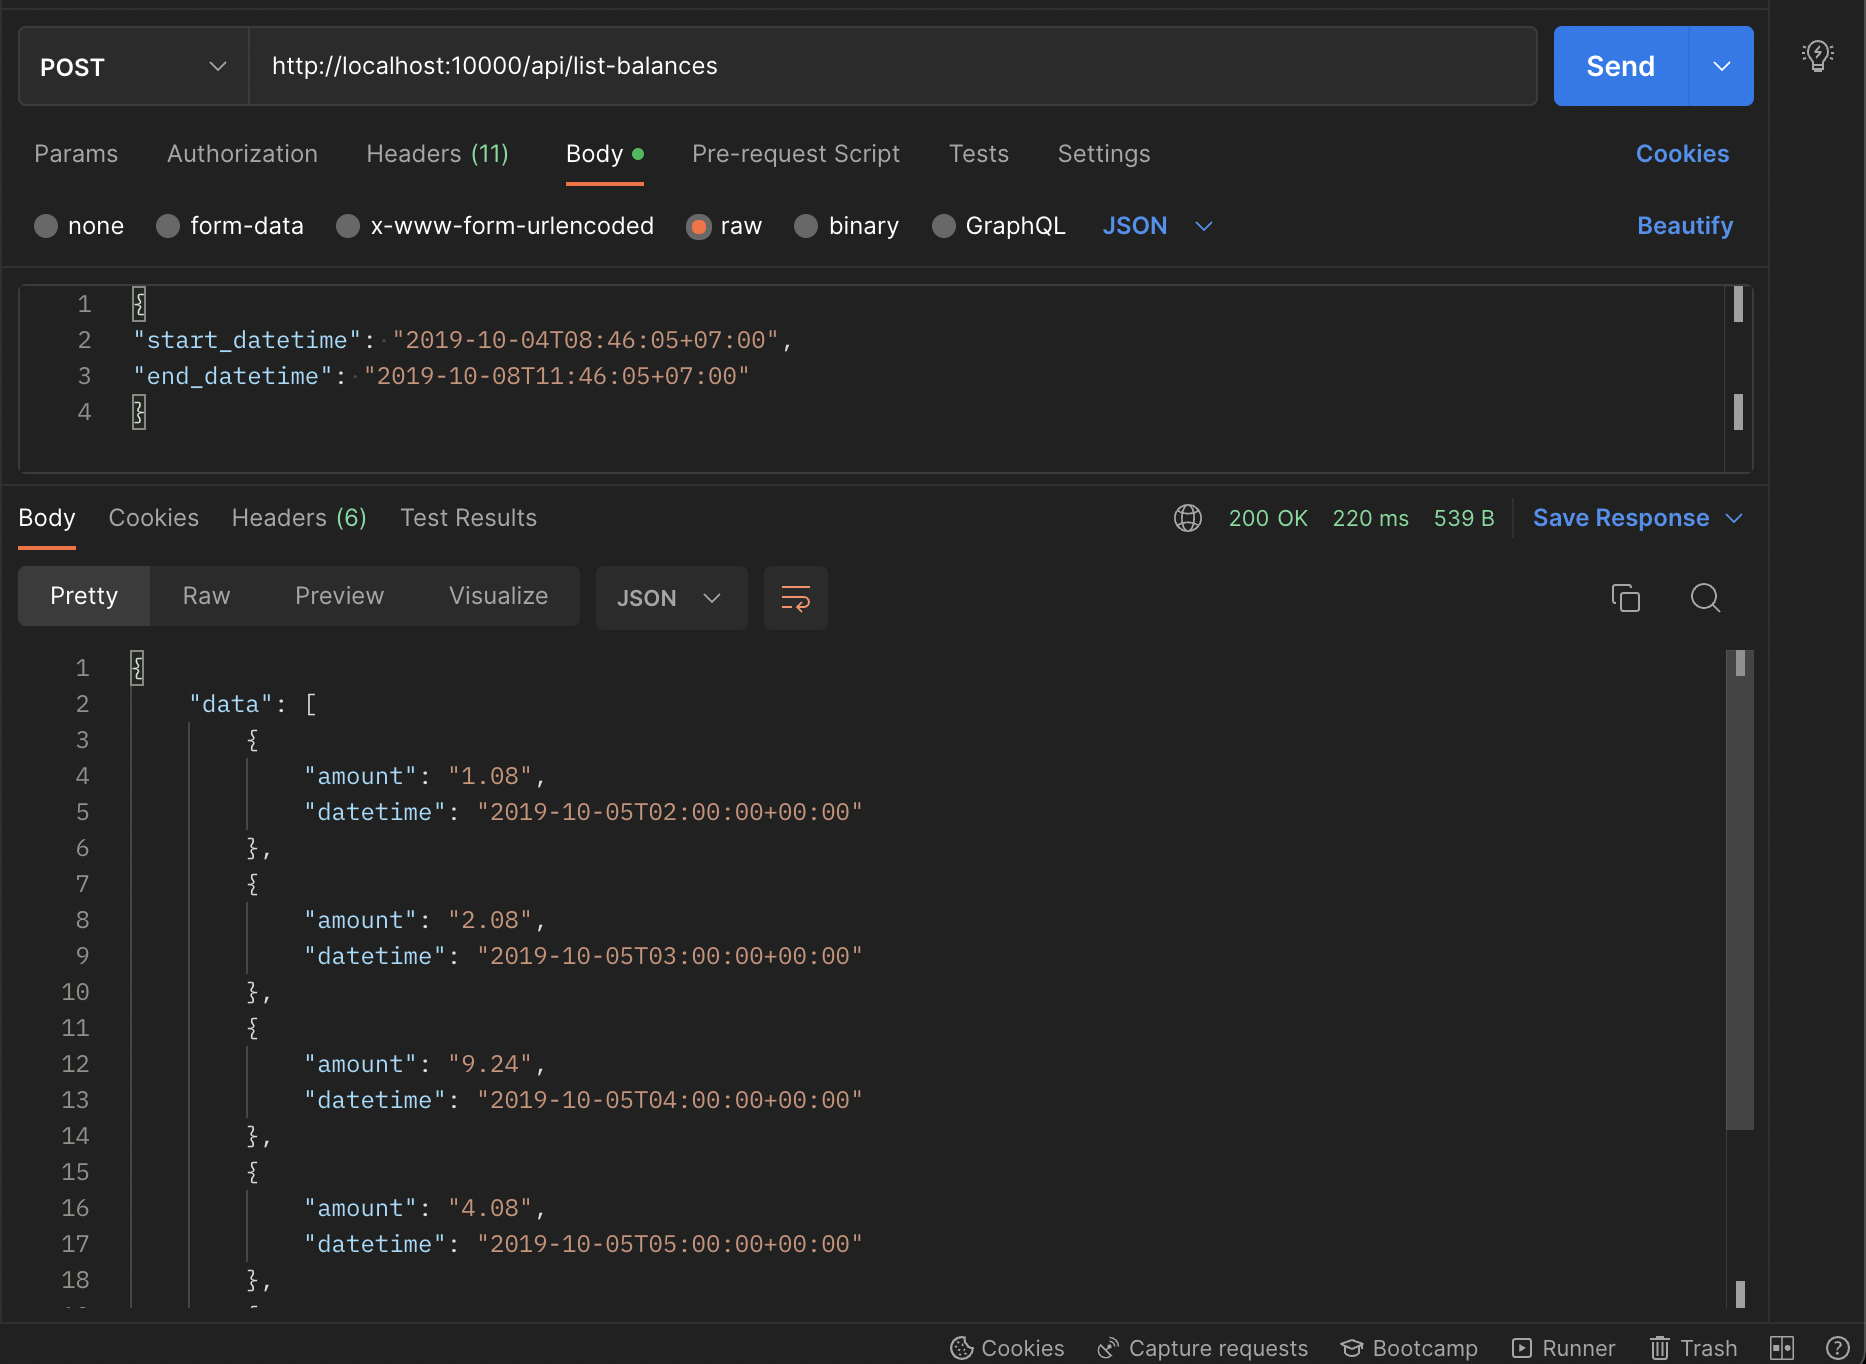 POST http://localhost:10000/api/list-balances Send
Params Authorization Headers (11) Body Pre-request Script Tests Settings Cookies
none form-data x-www-form-urlencoded raw binary GraphQL JSON Beautify
1 {
2 "start_datetime": "2019-10-04T08:46:05+07:00",
3 "end_datetime": "2019-10-08T11:46:05+07:00"
4 }
Body Cookies Headers (6) Test Results 200 OK 220 ms 539 B Save Response
Pretty Raw Preview Visualize JSON
1 {
2 "data": [
3 {
4 "amount": "1.08",
5 "datetime": "2019-10-05T02:00:00+00:00"
6 },
7 {
8 "amount": "2.08",
9 "datetime": "2019-10-05T03:00:00+00:00"
10 },
11 {
12 "amount": "9.24",
13 "datetime": "2019-10-05T04:00:00+00:00"
14 },
15 {
16 "amount": "4.08",
17 "datetime": "2019-10-05T05:00:00+00:00"
18 },
Cookies Capture requests Bootcamp Runner Trash